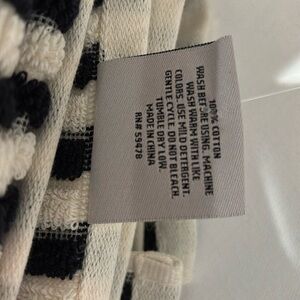 100% COTTON
WASH BEFORE USING. MACHINE
WASH WARM WITH LIKE
COLORS. USE MILD DETERGENT.
GENTLE CYCLE. DO NOT BLEACH.
TUMBLE DRY LOW.
MADE IN CHINA
RN# 59478